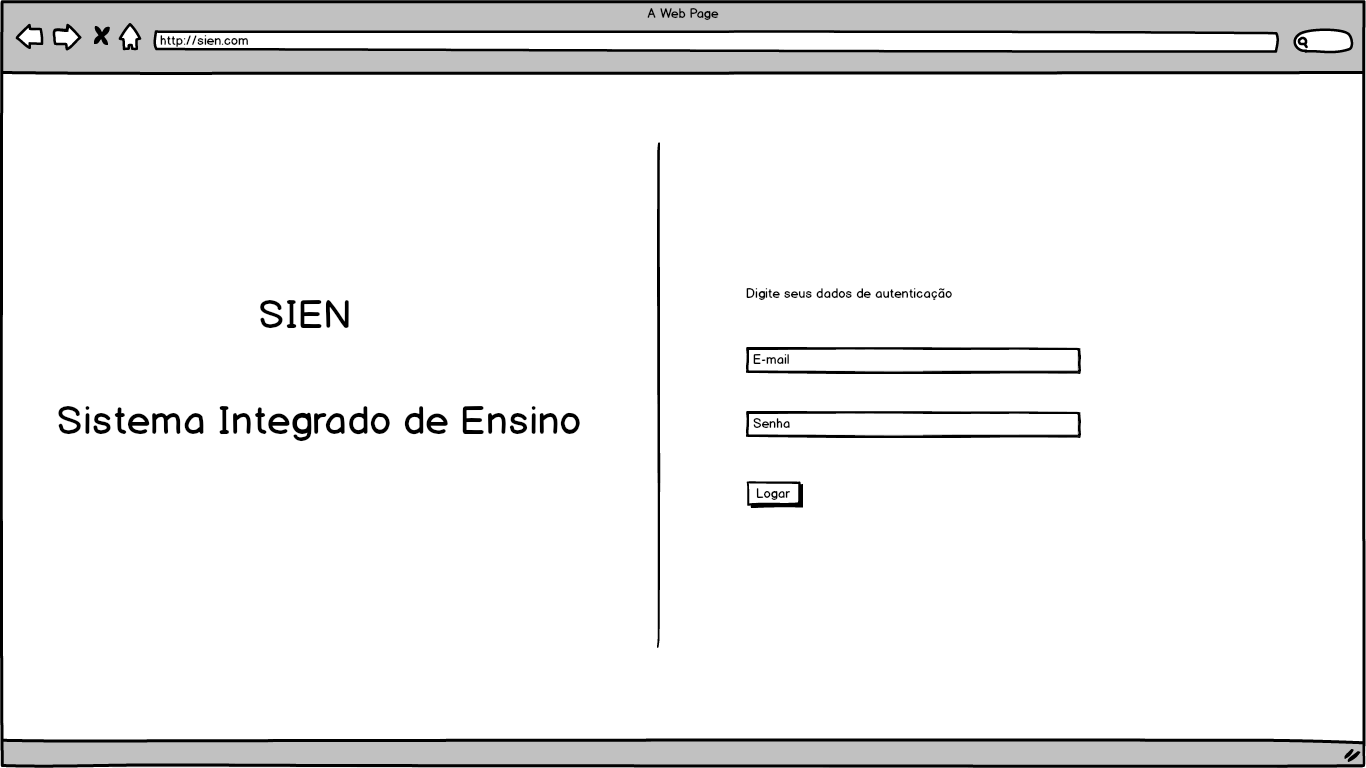 A Web Page
http://sien.com
SIEN
Sistema Integrado de Ensino
Digite seus dados de autenticação
E-mail
Senha
Logar